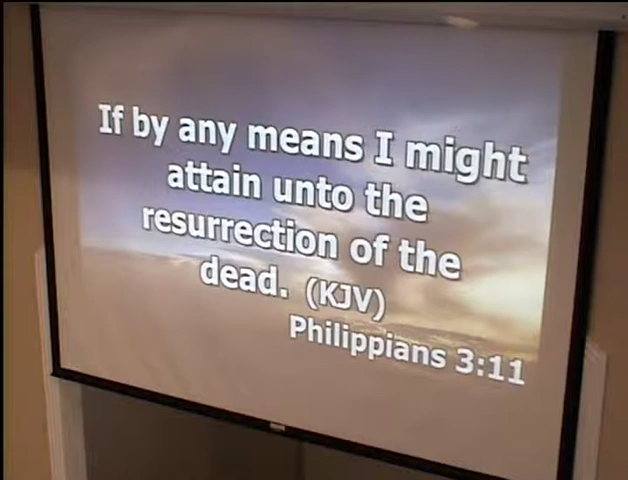 If by any means I I might
attain unto the
resurrection of the
dead. (KJV)
Philippians 3:11